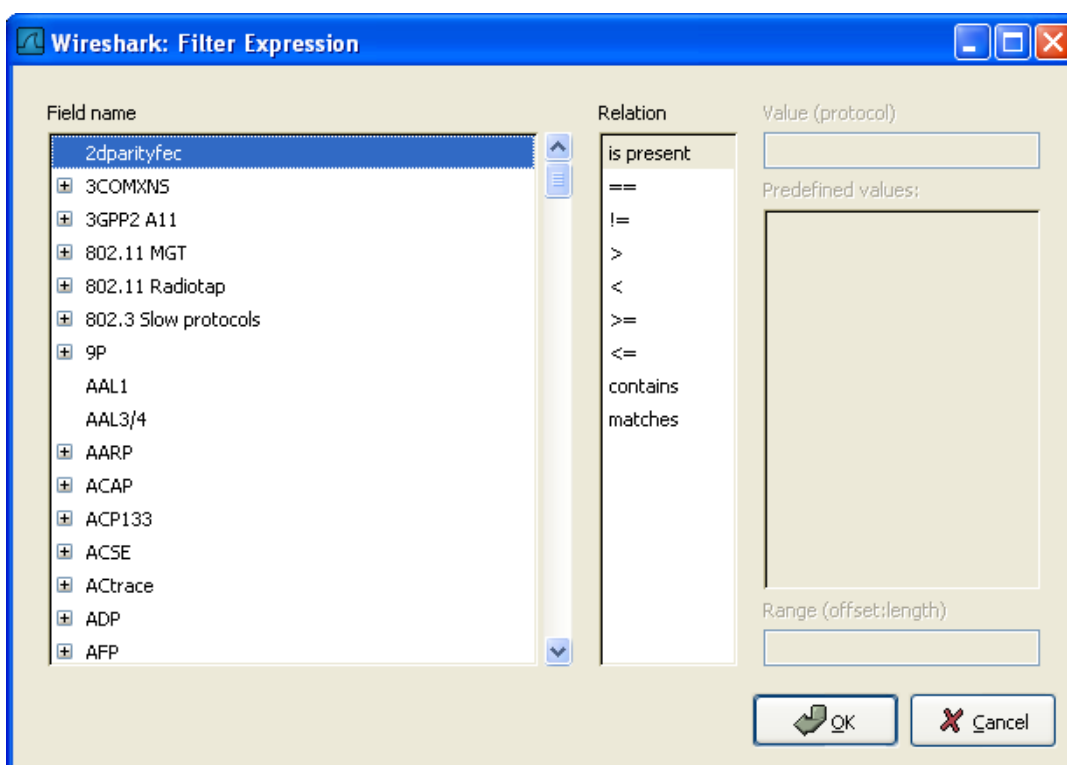 Wireshark: Filter Expression
Field name
2dparityfec
3COMXNS
3GPP2 A11
802.11 MGT
802.11 Radiotap
802.3 Slow protocols
9P
AAL1
AAL3/4
AARP
ACAP
ACP133
ACSE
ACtrace
ADP
AFP
Relation
is present
==
!=
>
<
>=
<=
contains
matches
Value (protocol)
Predefined values:
Range (offset:length)
OK
Cancel